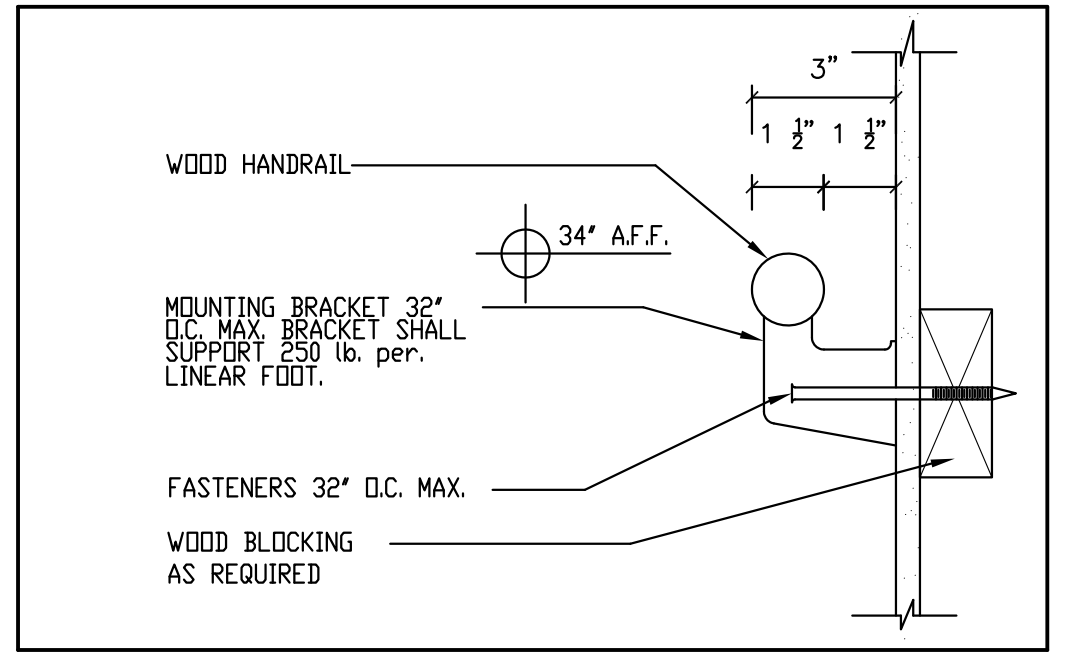 3”
1 1/2” 1 1/2”
WOOD HANDRAIL
34" A.F.F.
MOUNTING BRACKET 32"
O.C. MAX. BRACKET SHALL
SUPPORT 250 lb. per.
LINEAR FOOT.
FASTENERS 32" O.C. MAX.
WOOD BLOCKING
AS REQUIRED